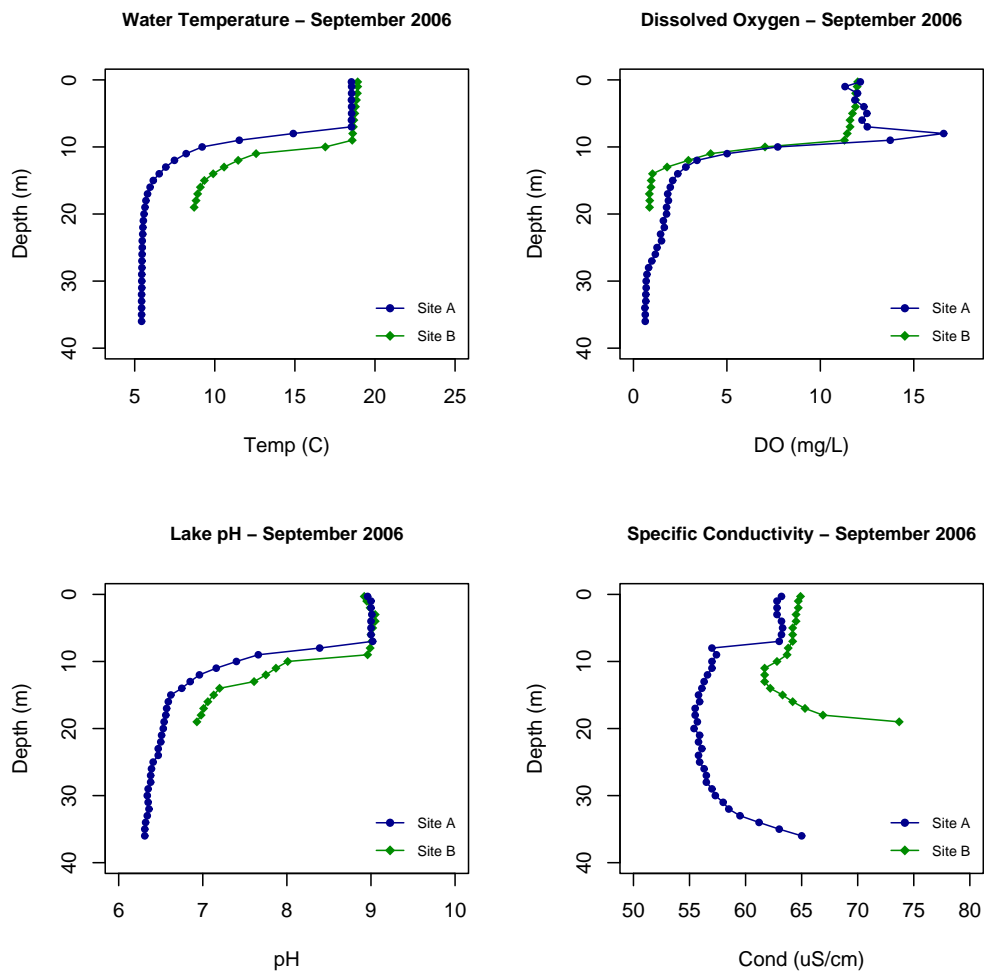 Water Temperature – September 2006
0
10
20
30
40
Depth (m)
5 10 15 20 25
Temp (C)
Site A
Site B
Dissolved Oxygen – September 2006
0
10
20
30
40
Depth (m)
0 5 10 15
DO (mg/L)
Site A
Site B
Lake pH – September 2006
0
10
20
30
40
Depth (m)
6 7 8 9 10
pH
Site A
Site B
Specific Conductivity – September 2006
0
10
20
30
40
Depth (m)
50 55 60 65 70 75 80
Cond (uS/cm)
Site A
Site B